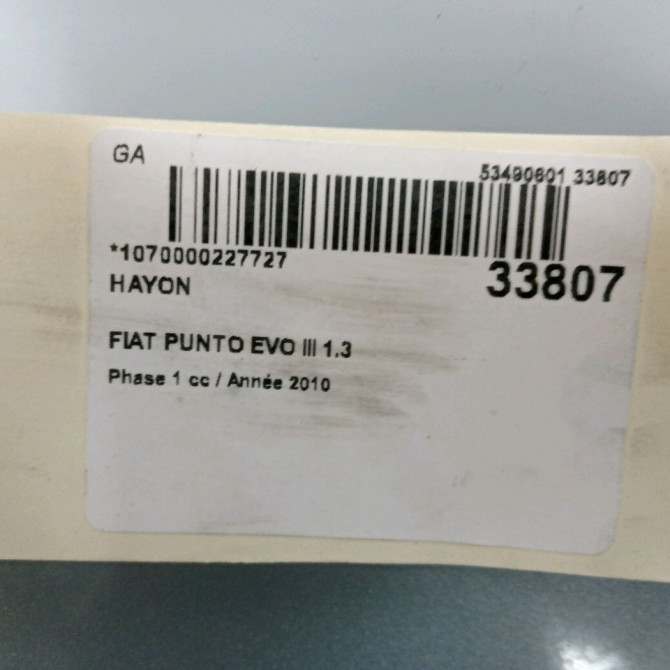 GA
53490601 33807
*1070000227727
33807
HAYON
FIAT PUNTO EVO III 1.3
Phase 1 cc / Année 2010